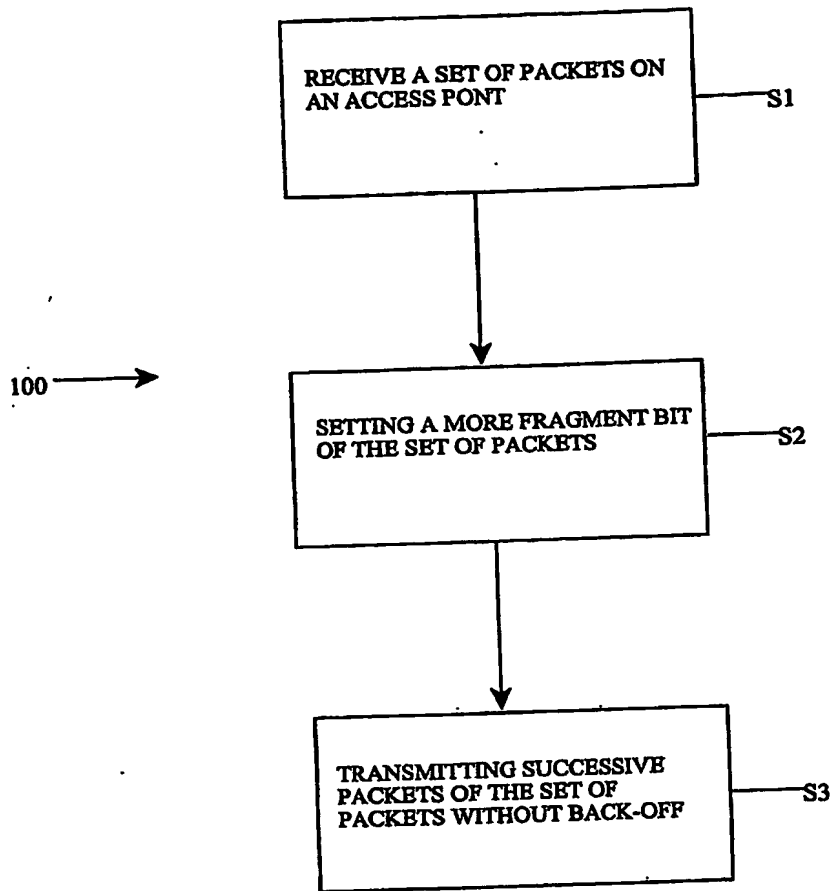 RECEIVE A SET OF PACKETS ON
AN ACCESS PONT
S1
100
SETTING A MORE FRAGMENT BIT
OF THE SET OF PACKETS
S2
TRANSMITTING SUCCESSIVE
PACKETS OF THE SET OF
PACKETS WITHOUT BACK-OFF
S3